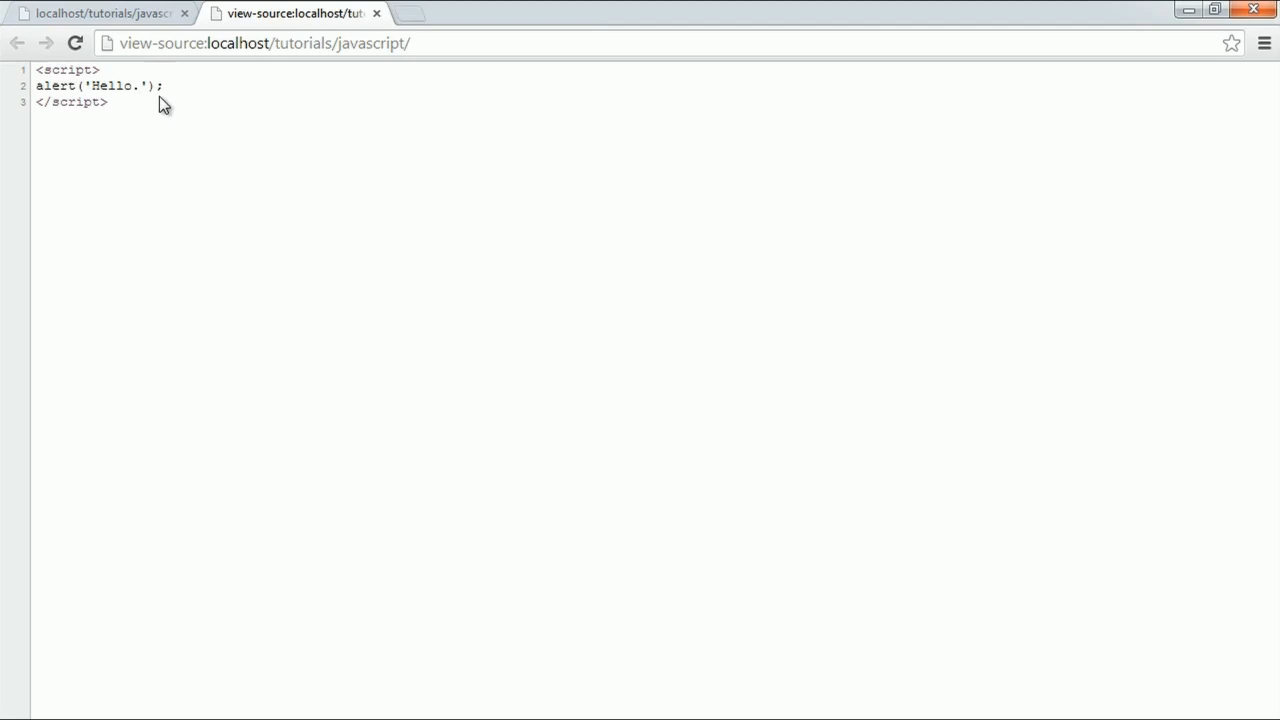 localhost/tutorials/javascr
view-source:localhost/tut
view-source:localhost/tutorials/javascript/
1 <script>
2 alert('Hello.');
3 </script>